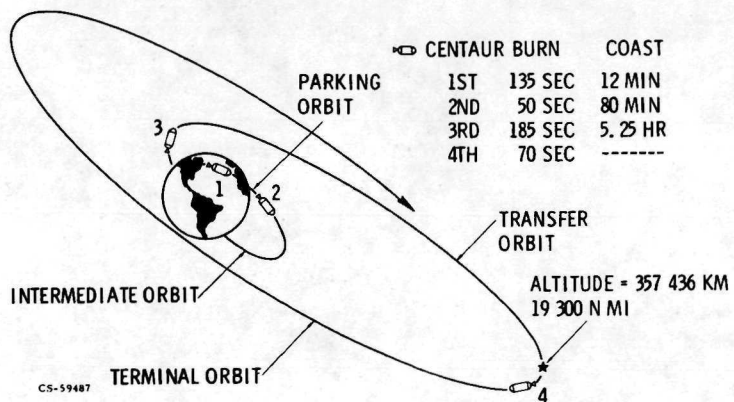 CENTAUR BURN COAST
1ST 135 SEC 12 MIN
2ND 50 SEC 80 MIN
3RD 185 SEC 5.25 HR
4TH 70 SEC -------
PARKING
ORBIT
3
1
2
TRANSFER
ORBIT
ALTITUDE = 357 436 KM
19 300 N MI
INTERMEDIATE ORBIT
TERMINAL ORBIT
4
CS-59487